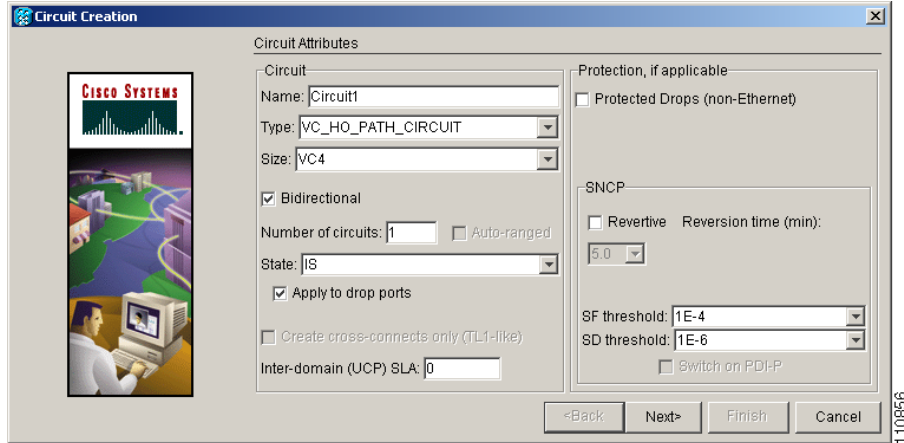 Circuit Creation
Circuit Attributes
CISCO SYSTEMS
Circuit
Name: Circuit1
Type: VC_HO_PATH_CIRCUIT
Size: VC4
Bidirectional
Number of circuits: 1 Auto-ranged
State: IS
Apply to drop ports
Create cross-connects only (TL1-like)
Inter-domain (UCP) SLA: 0
Protection, if applicable
Protected Drops (non-Ethernet)
SNCP
Revertive Reversion time (min):
5.0
SF threshold: 1E-4
SD threshold: 1E-6
Switch on PDI-P
<Back Next> Finish Cancel
110856